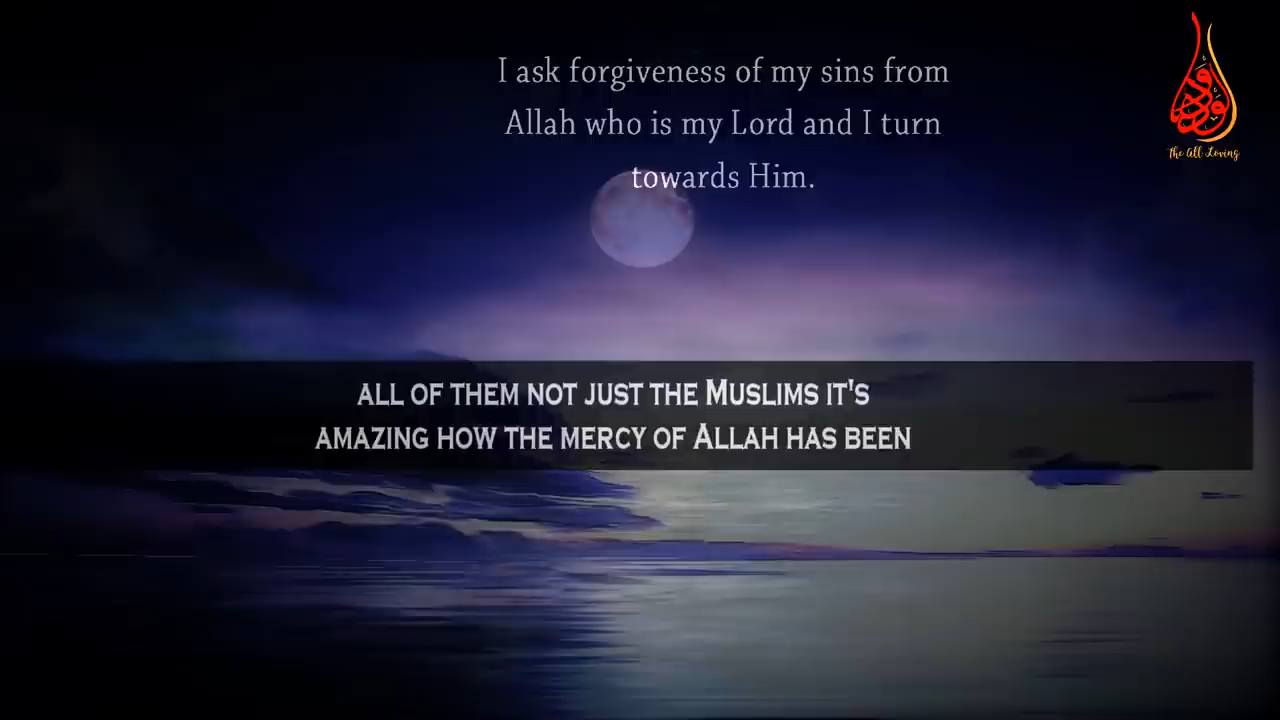 I ask forgiveness of my sins from
Allah who is my Lord and I turn
towards Him.
The All Loving
ALL OF THEM NOT JUST THE MUSLIMS IT'S
AMAZING HOW THE MERCY OF ALLAH HAS BEEN